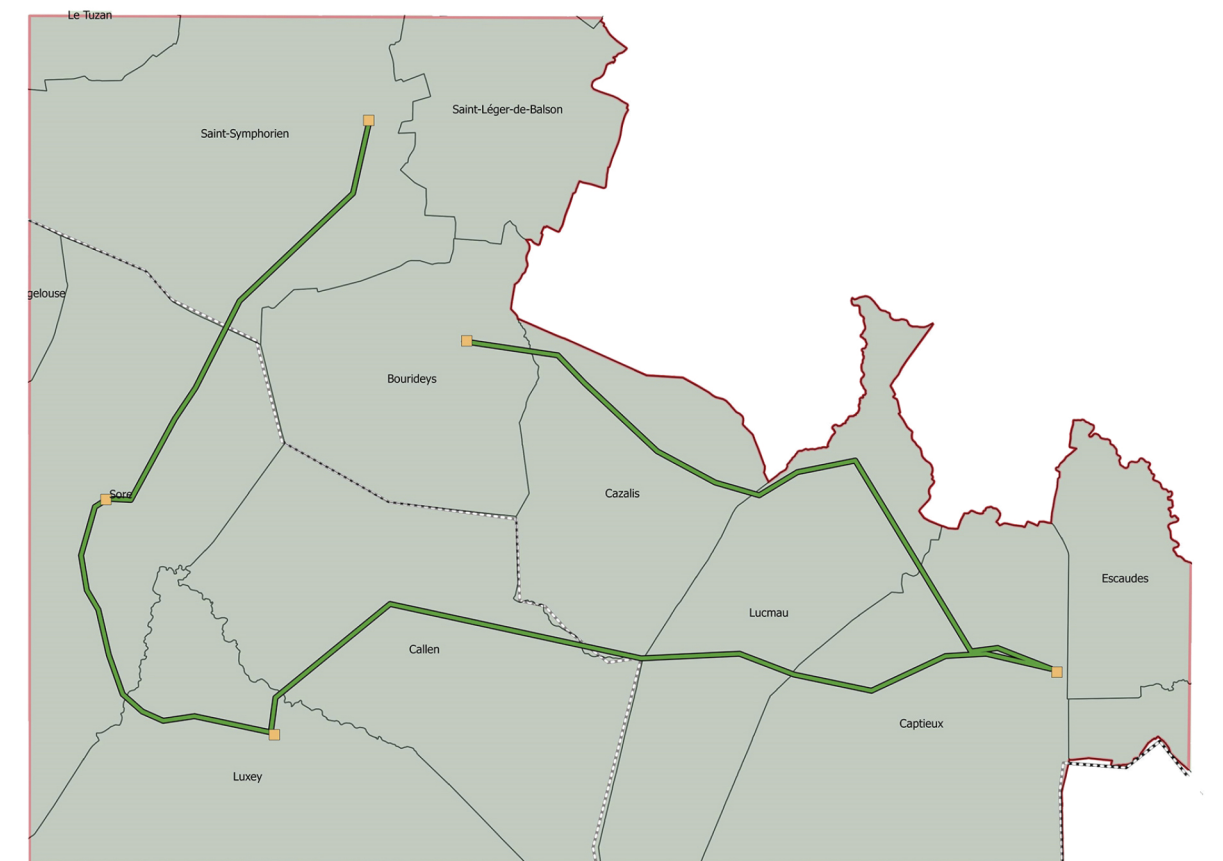 Le Tuzan
Saint-Léger-de-Balson
Saint-Symphorien
gelouse
Bourideys
Sore
Cazalis
Escaudes
Lucmau
Callen
Captieux
Luxey